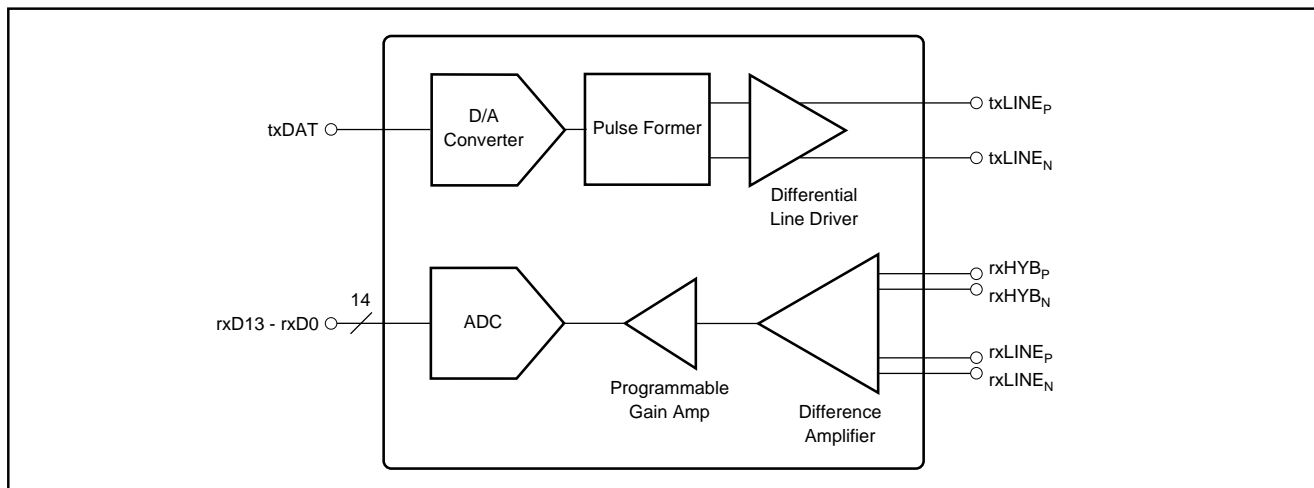 txDAT
D/A
Converter
Pulse Former
Differential
Line Driver
txLINEP
txLINEN
14
rxD13 - rxD0
ADC
Programmable
Gain Amp
Difference
Amplifier
rxHYBP
rxHYBN
rxLINEP
rxLINEN